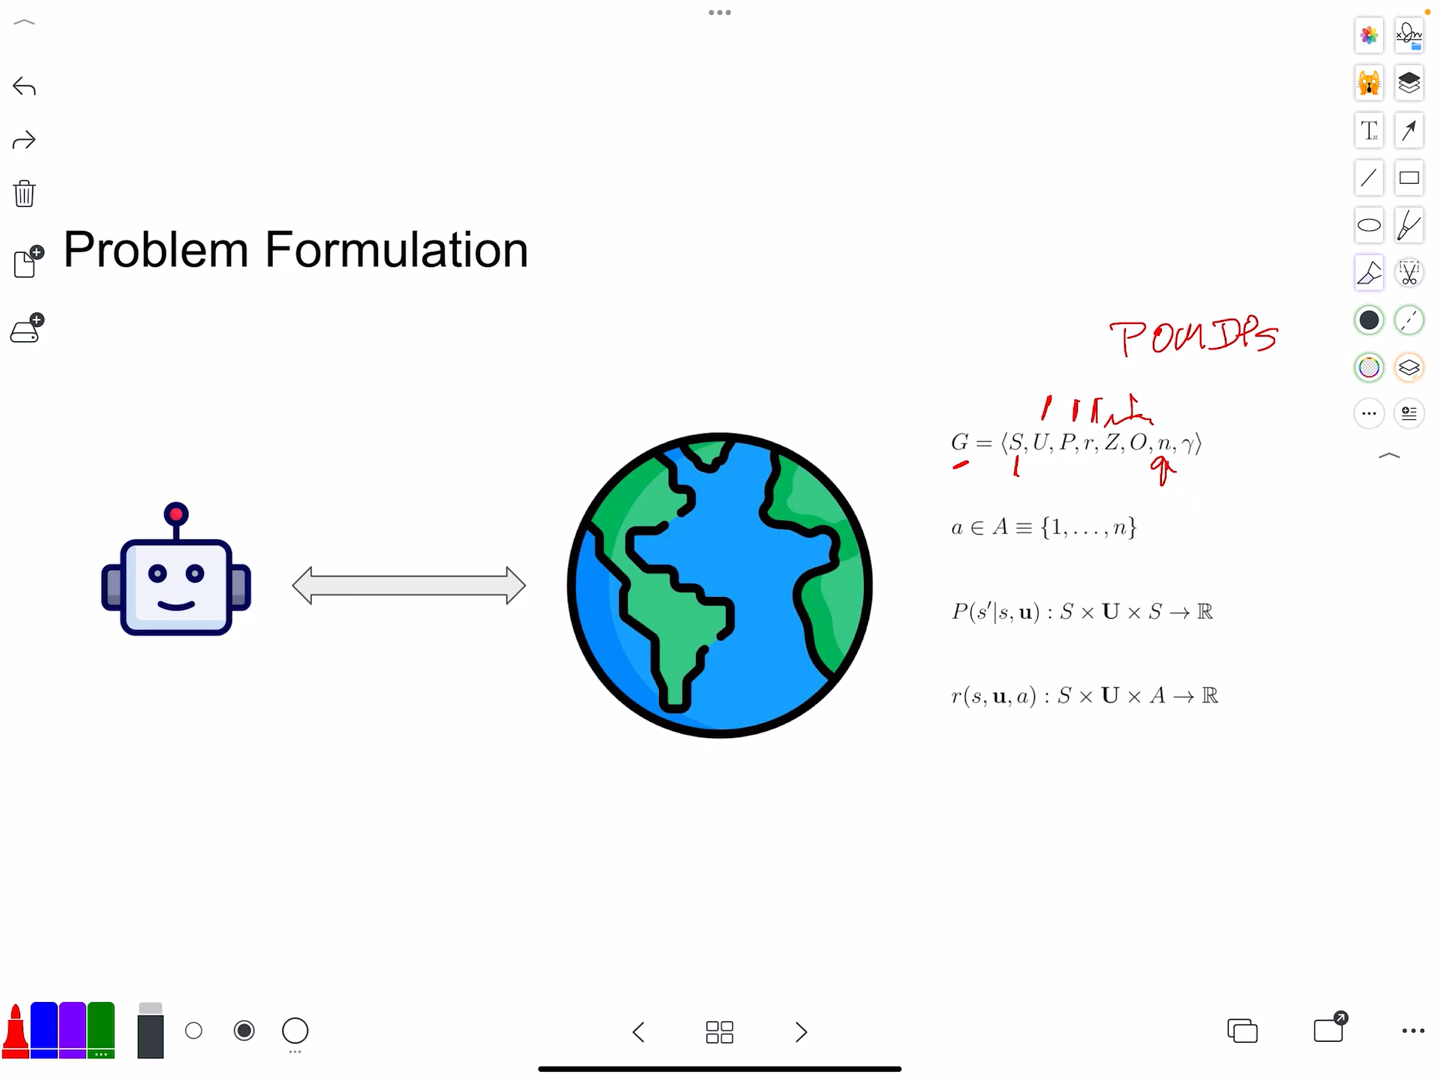 Problem Formulation
POMDPs
G = ⟨S, U, P, r, Z, O, n, γ⟩
a ∈ A ≡ {1, . . . , n}
P(s′|s, u) : S × U × S → ℝ
r(s, u, a) : S × U × A → ℝ